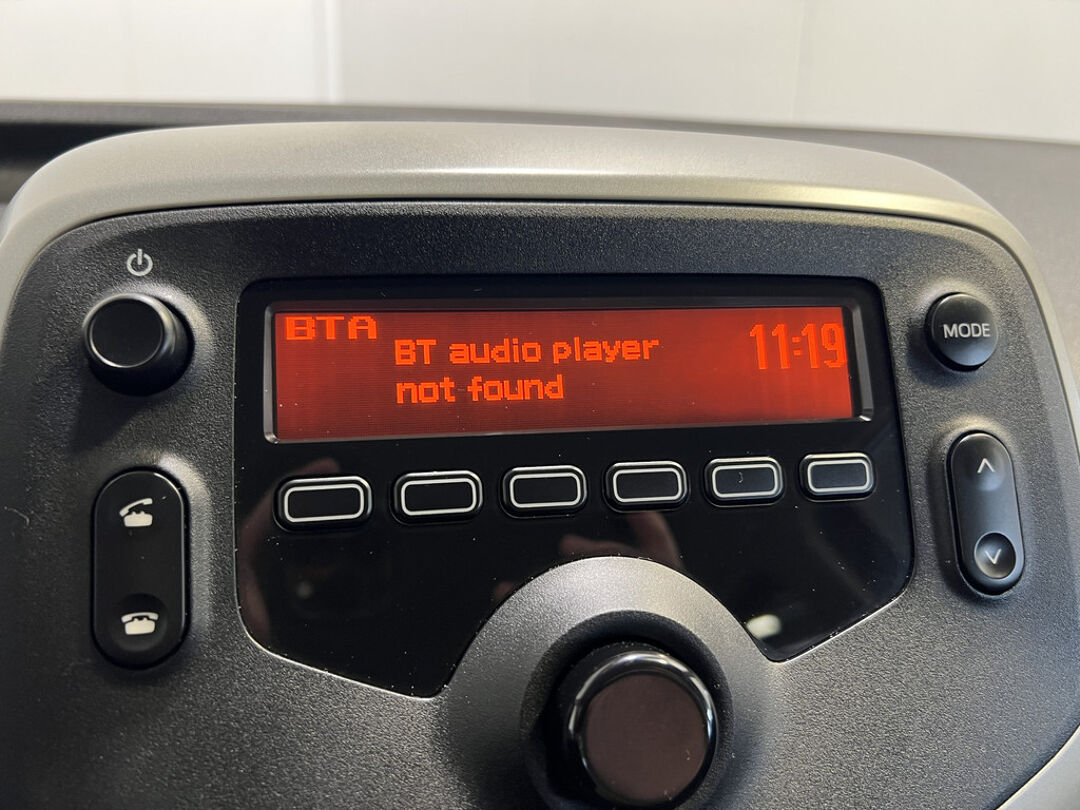 BTA
BT audio player
not found
11:19
MODE